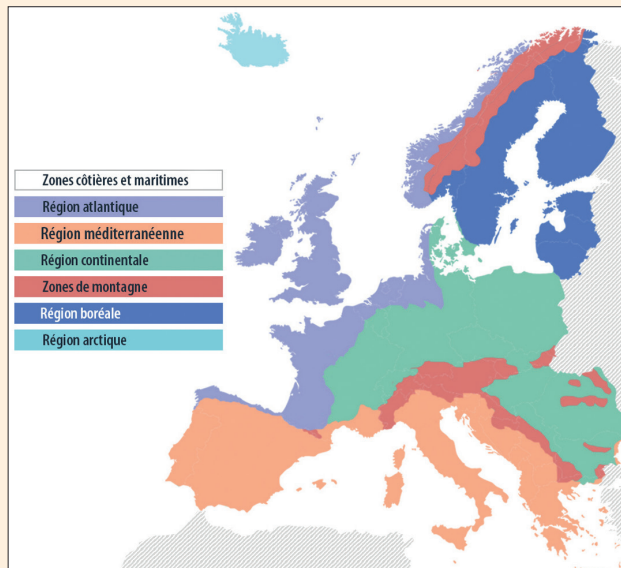 Zones côtières et maritimes
Région atlantique
Région méditerranéenne
Région continentale
Zones de montagne
Région boréale
Région arctique